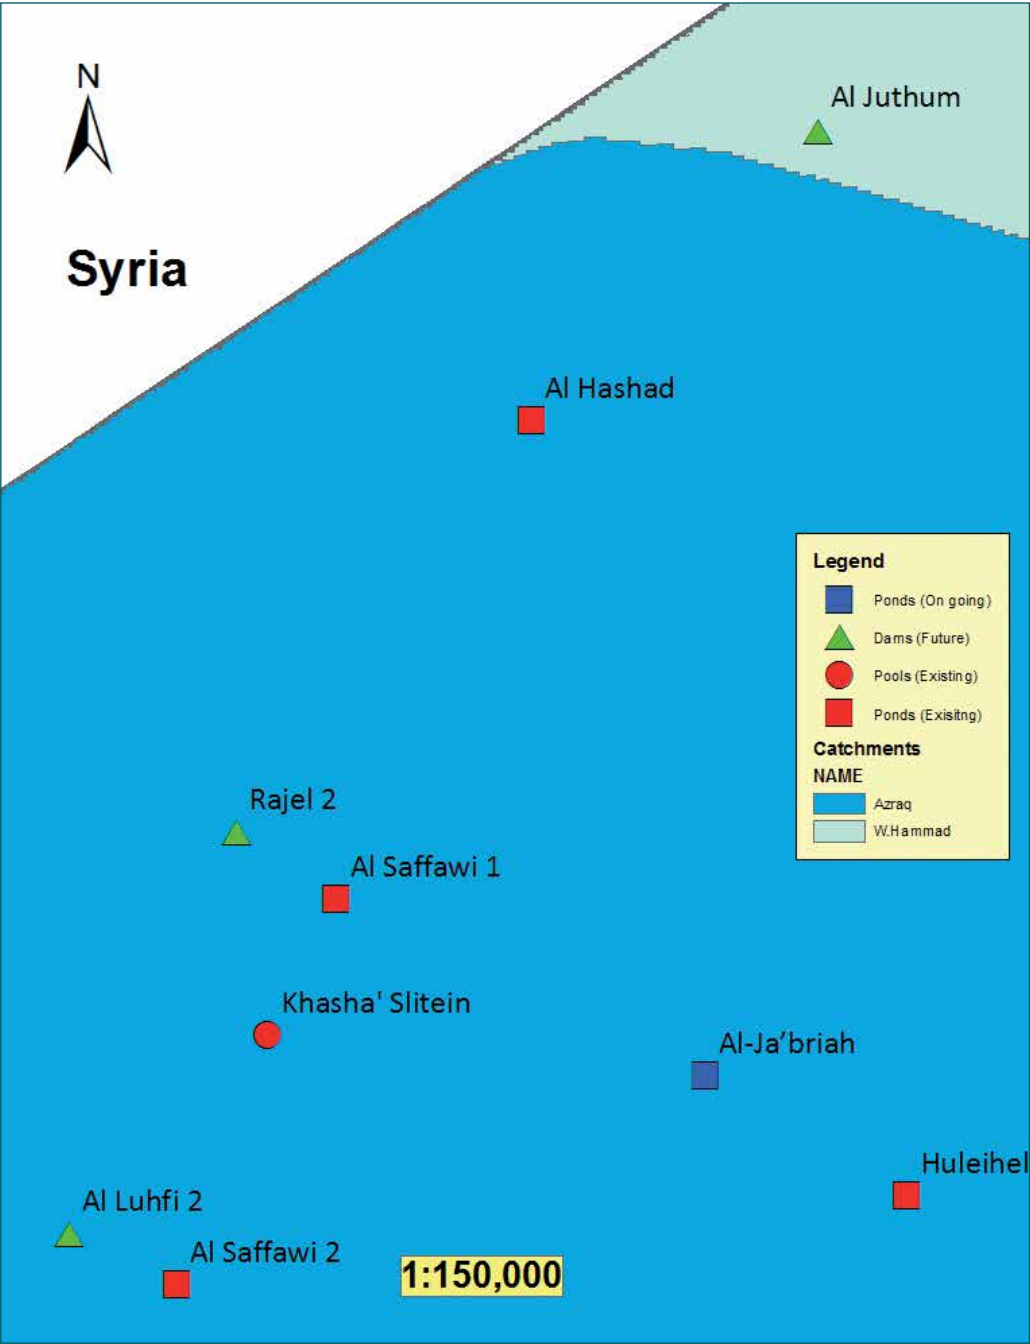 N
Al Juthum
Syria
Al Hashad
Legend
Ponds (On going)
Dams (Future)
Pools (Existing)
Ponds (Exisitng)
Catchments
NAME
Azraq
W.Hammad
Rajel 2
Al Saffawi 1
Khasha' Slitein
Al-Ja’briah
Huleihel
Al Luhfi 2
Al Saffawi 2
1:150,000